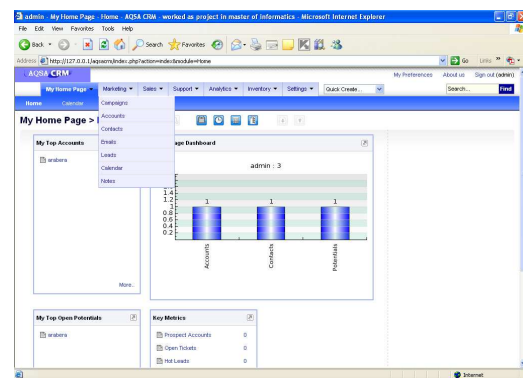 admin - My Home Page - Home - AQSA CRM - worked as project in master of informatics - Microsoft Internet Explorer
File Edit View Favorites Tools Help
Back Search Favorites
Address http://127.0.0.1/aqsacrm/index.php?action=index&module=Home Go Links »
AQSA CRM My Preferences About us Sign out (admin)
My Home Page Marketing Sales Support Analytics Inventory Settings Quick Create... Search... Find
Home Calendar
Campaigns
Accounts
Contacts
Emails
Leads
Calendar
Notes
My Home Page >
My Top Accounts
arabera
More..
age Dashboard
admin : 3
1.4
1.2
1
0.8
0.6
0.4
0.2
1 1 1
Accounts Contacts Potentials
My Top Open Potentials
arabera
Key Metrics
Prospect Accounts 0
Open Tickets 0
Hot Leads 0
Internet